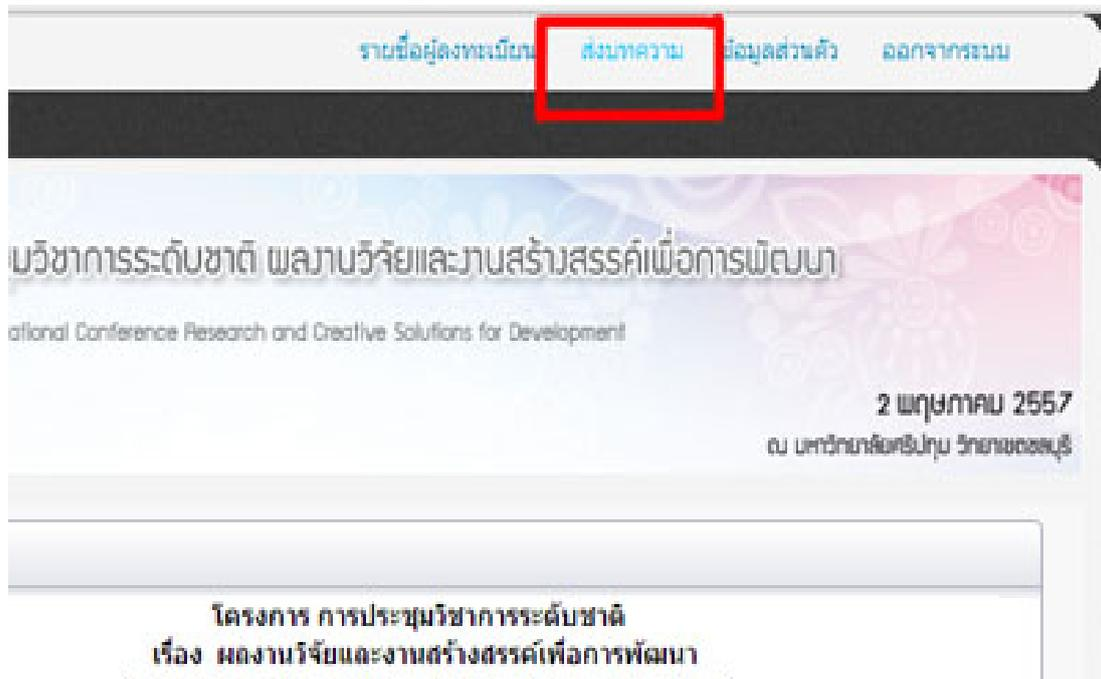 รายชื่อผู้ลงทะเบียน ส่งบทความ ข้อมูลส่วนตัว ออกจากระบบ
มวิชาการระดับชาติ ผลงานวิจัยและงานสร้างสรรค์เพื่อการพัฒนา
ational Conference Research and Creative Solutions for Development
2 พฤษภาคม 2557
ณ มหาวิทยาลัยศรีปทุม วิทยาเขตชลบุรี
โครงการ การประชุมวิชาการระดับชาติ
เรื่อง ผลงานวิจัยและงานสร้างสรรค์เพื่อการพัฒนา